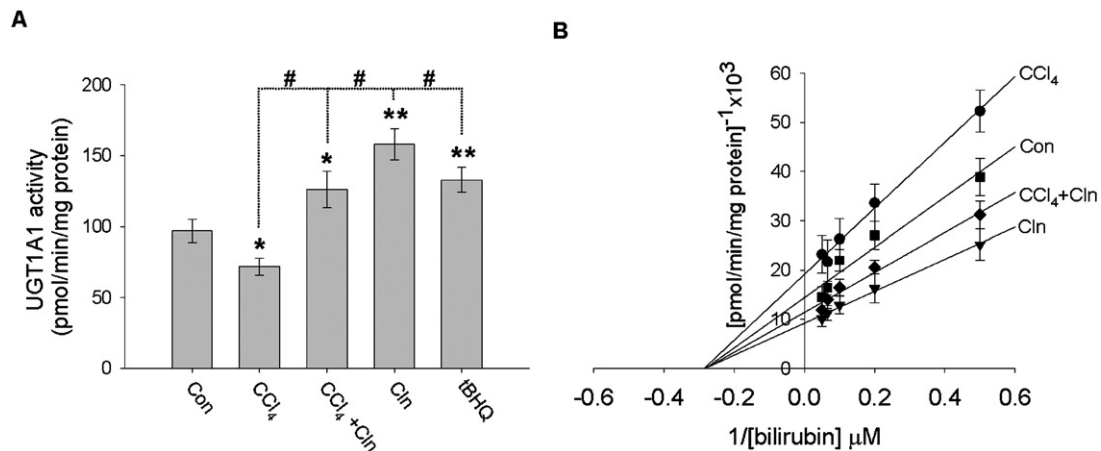 A
UGT1A1 activity
(pmol/min/mg protein)
200
150
100
50
0
# # #
*
*
**
**
Con
CCl₄
CCl₄ +Cln
Cln
tBHQ
B
[pmol/min/mg protein]⁻¹x10³
60
50
40
30
20
10
0
CCl₄
Con
CCl₄+Cln
Cln
-0.6 -0.4 -0.2 0.0 0.2 0.4 0.6
1/[bilirubin] μM